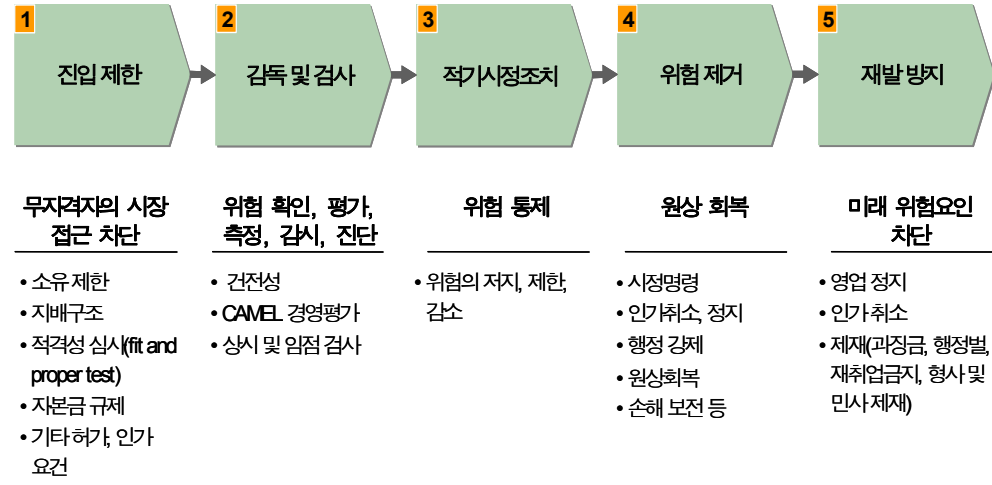 1
진입 제한
2
감독 및 검사
3
적기시정조치
4
위험 제거
5
재발 방지
무자격자의 시장
접근 차단
• 소유 제한
• 지배구조
• 적격성 심사(fit and
proper test)
• 자본금 규제
• 기타 허가, 인가
요건
위험 확인, 평가,
측정, 감시, 진단
• 건전성
• CAMEL 경영평가
• 상시 및 임점 검사
위험 통제
• 위험의 저지, 제한,
감소
원상 회복
• 시정명령
• 인가취소, 정지
• 행정 강제
• 원상회복
• 손해 보전 등
미래 위험요인
차단
• 영업 정지
• 인가 취소
• 제재(과징금, 행정벌,
재취업금지, 형사 및
민사 제재)